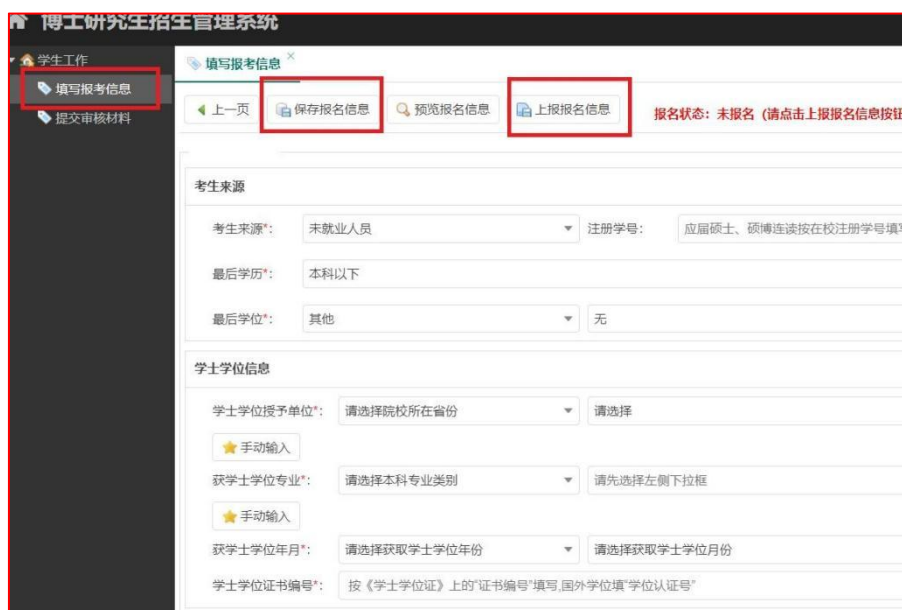 博士研究生招生管理系统
学生工作
填写报考信息
填写报考信息
提交审核材料
上一页 保存报名信息 预览报名信息 上报报名信息 报名状态：未报名（请点击上报报名信息按钮
考生来源
考生来源*： 未就业人员 注册学号： 应届硕士、硕博连读按在校注册学号填写
最后学历*： 本科以下
最后学位*： 其他 无
学士学位信息
学士学位授予单位*： 请选择院校所在省份 请选择
手动输入
获学士学位专业*： 请选择本科专业类别 请先选择左侧下拉框
手动输入
获学士学位年月*： 请选择获取学士学位年份 请选择获取学士学位月份
学士学位证书编号*： 按《学士学位证》上的"证书编号"填写,国外学位填"学位认证号"